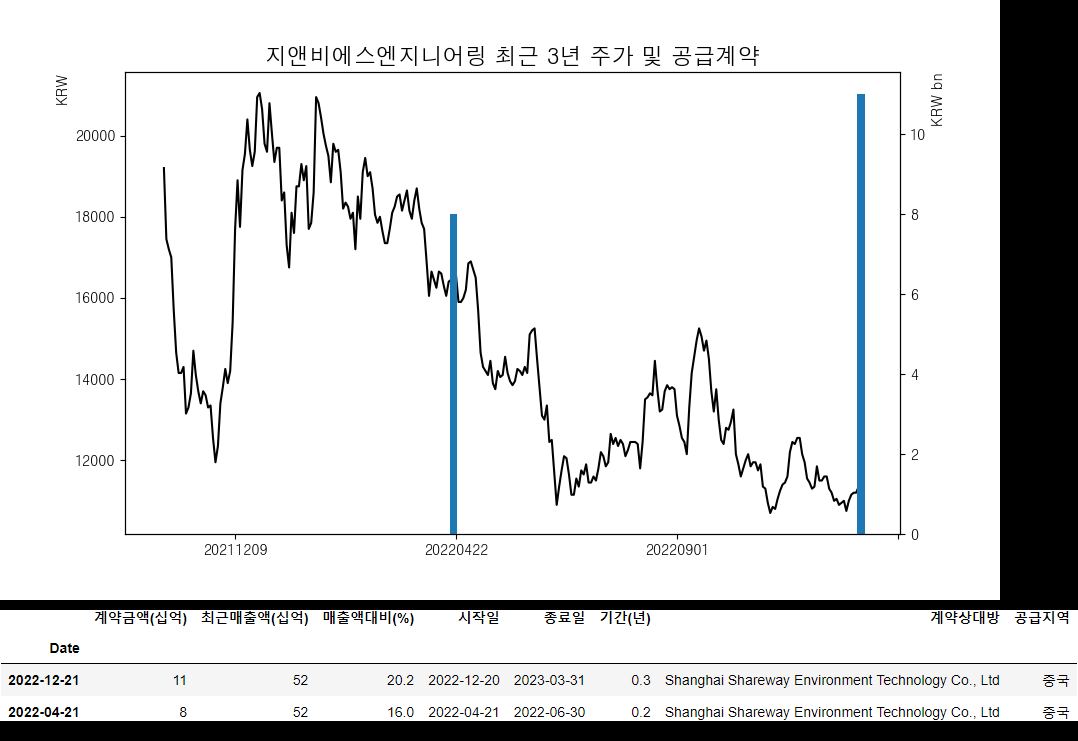 지앤비에스엔지니어링 최근 3년 주가 및 공급계약
KRW
KRW bn
20000
18000
16000
14000
12000
10
8
6
4
2
0
20211209
20220422
20220901
계약금액(십억) 최근매출액(십억) 매출액대비(%) 시작일 종료일 기간(년) 계약상대방 공급지역
Date
2022-12-21 11 52 20.2 2022-12-20 2023-03-31 0.3 Shanghai Shareway Environment Technology Co., Ltd 중국
2022-04-21 8 52 16.0 2022-04-21 2022-06-30 0.2 Shanghai Shareway Environment Technology Co., Ltd 중국